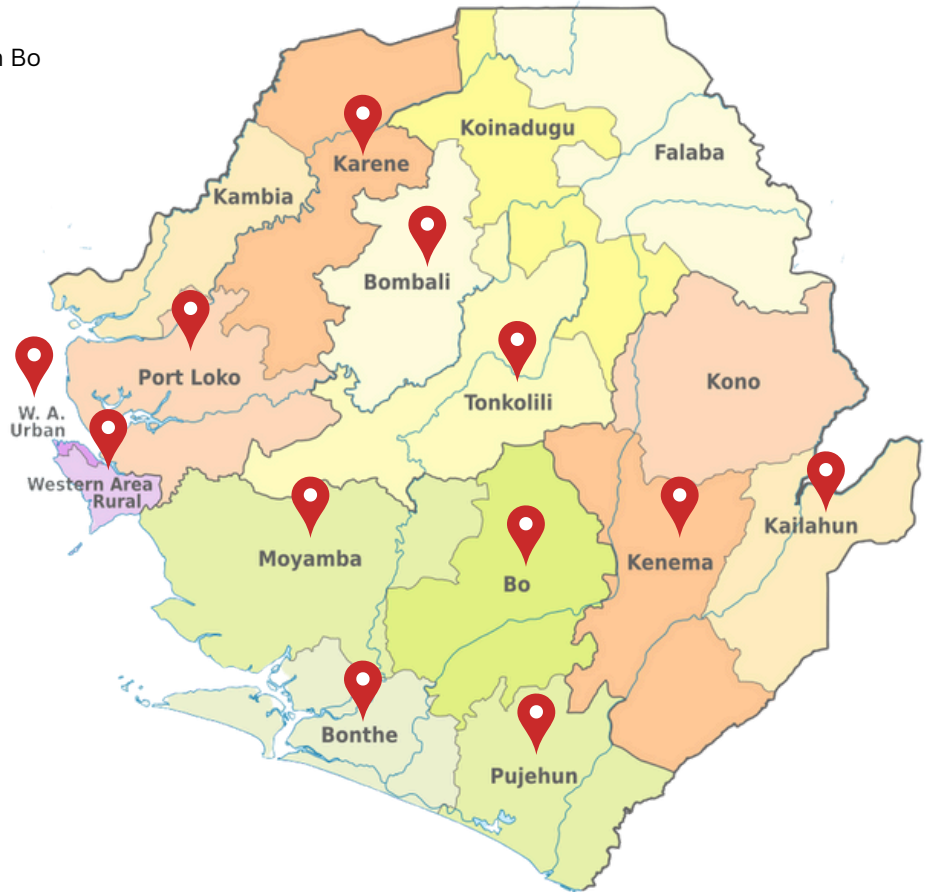 Bo
Koinadugu
Falaba
Karene
Kambia
Bombali
Port Loko
Kono
Tonkolili
W. A.
Urban
Western Area
Rural
Kailahun
Moyamba
Kenema
Bo
Bonthe
Pujehun